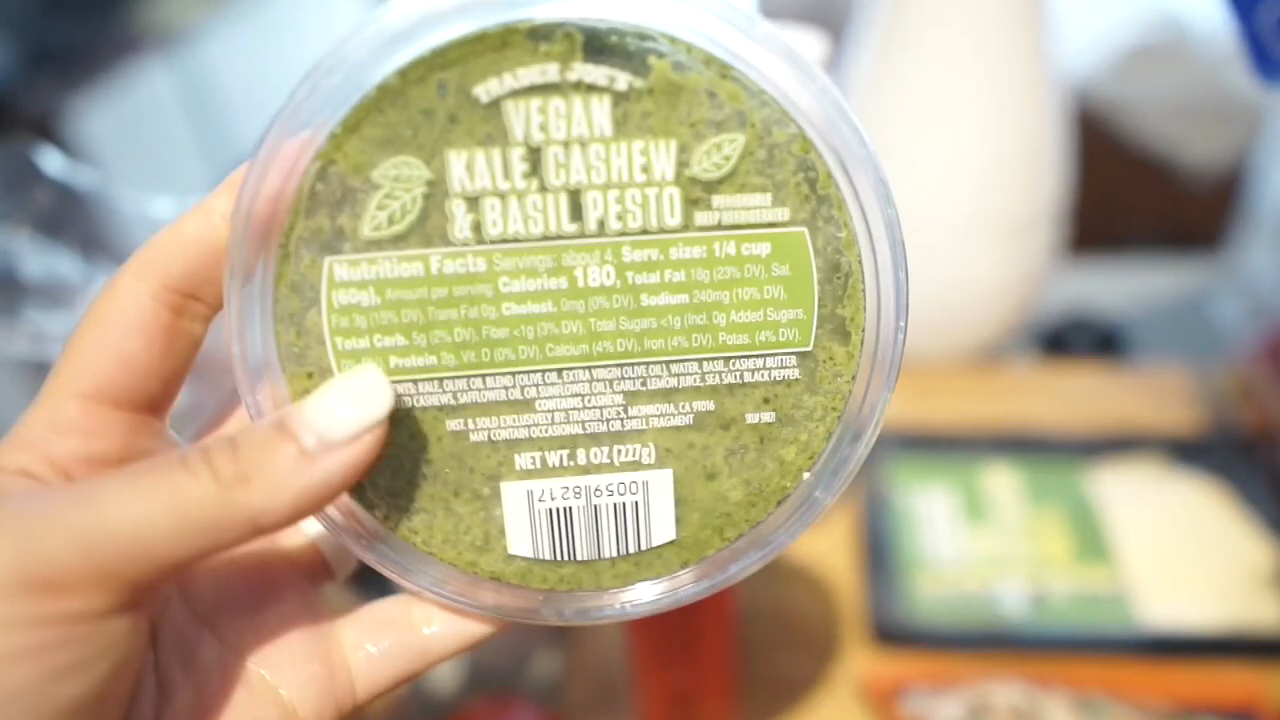 TRADER JOE'S
VEGAN
KALE, CASHEW
& BASIL PESTO
PERISHABLE
KEEP REFRIGERATED
Nutrition Facts Servings: about 4, Serv. size: 1/4 cup
(60g), Amount per serving: Calories 180, Total Fat 18g (23% DV), Sat.
Fat 3g (15% DV), Trans Fat 0g, Cholest. 0mg (0% DV), Sodium 240mg (10% DV),
Total Carb. 5g (2% DV), Fiber <1g (3% DV), Total Sugars <1g (Incl. 0g Added Sugars,
Protein 2g, Vit. D (0% DV), Calcium (4% DV), Iron (4% DV), Potas. (4% DV).
ENTS: KALE, OLIVE OIL BLEND (OLIVE OIL, EXTRA VIRGIN OLIVE OIL), WATER, BASIL, CASHEW BUTTER
D CASHEWS, SAFFLOWER OIL OR SUNFLOWER OIL), GARLIC, LEMON JUICE, SEA SALT, BLACK PEPPER.
CONTAINS CASHEW.
DIST. & SOLD EXCLUSIVELY BY: TRADER JOE'S, MONROVIA, CA 91016
MAY CONTAIN OCCASIONAL STEM OR SHELL FRAGMENT
NET WT. 8 OZ (227g)
0059 8217